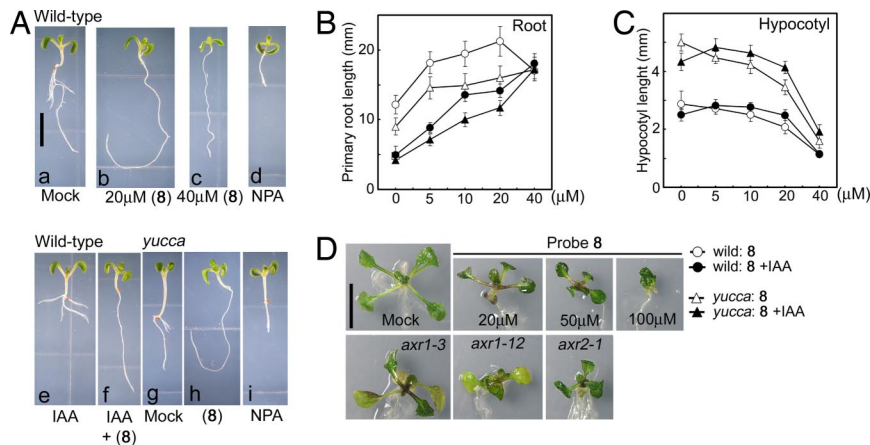 A
Wild-type
a
b
c
d
Mock
20µM (8)
40µM (8)
NPA
Wild-type
yucca
e
f
g
h
i
IAA
IAA
+ (8)
Mock
(8)
NPA
B
Root
Primary root length (mm)
20
10
0
0
5
10
20
40
(µM)
C
Hypocotyl
Hypocotyl lenght (mm)
6
4
2
0
0
5
10
20
40
(µM)
D
Probe 8
Mock
20µM
50µM
100µM
axr1-3
axr1-12
axr2-1
wild: 8
wild: 8 +IAA
yucca: 8
yucca: 8 +IAA